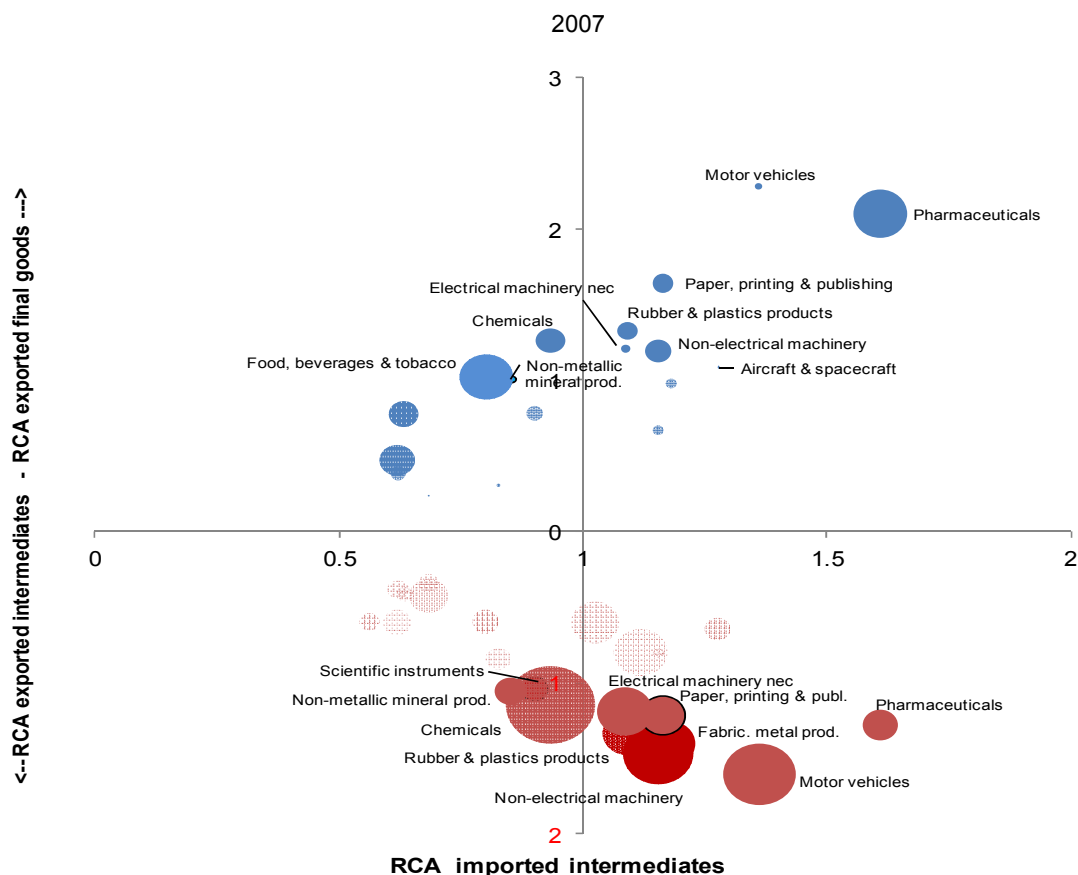 2007
3
Motor vehicles
Pharmaceuticals
2
Paper, printing & publishing
Electrical machinery nec
Rubber & plastics products
Chemicals
Non-electrical machinery
Food, beverages & tobacco
Non-metallic
mineral prod.
Aircraft & spacecraft
1
0
0
0.5
1
1.5
2
<--RCA exported intermediates - RCA exported final goods --->
Scientific instruments
1
Electrical machinery nec
Non-metallic mineral prod.
Paper, printing & publ.
Pharmaceuticals
Chemicals
Fabric. metal prod.
Rubber & plastics products
Motor vehicles
Non-electrical machinery
2
RCA imported intermediates